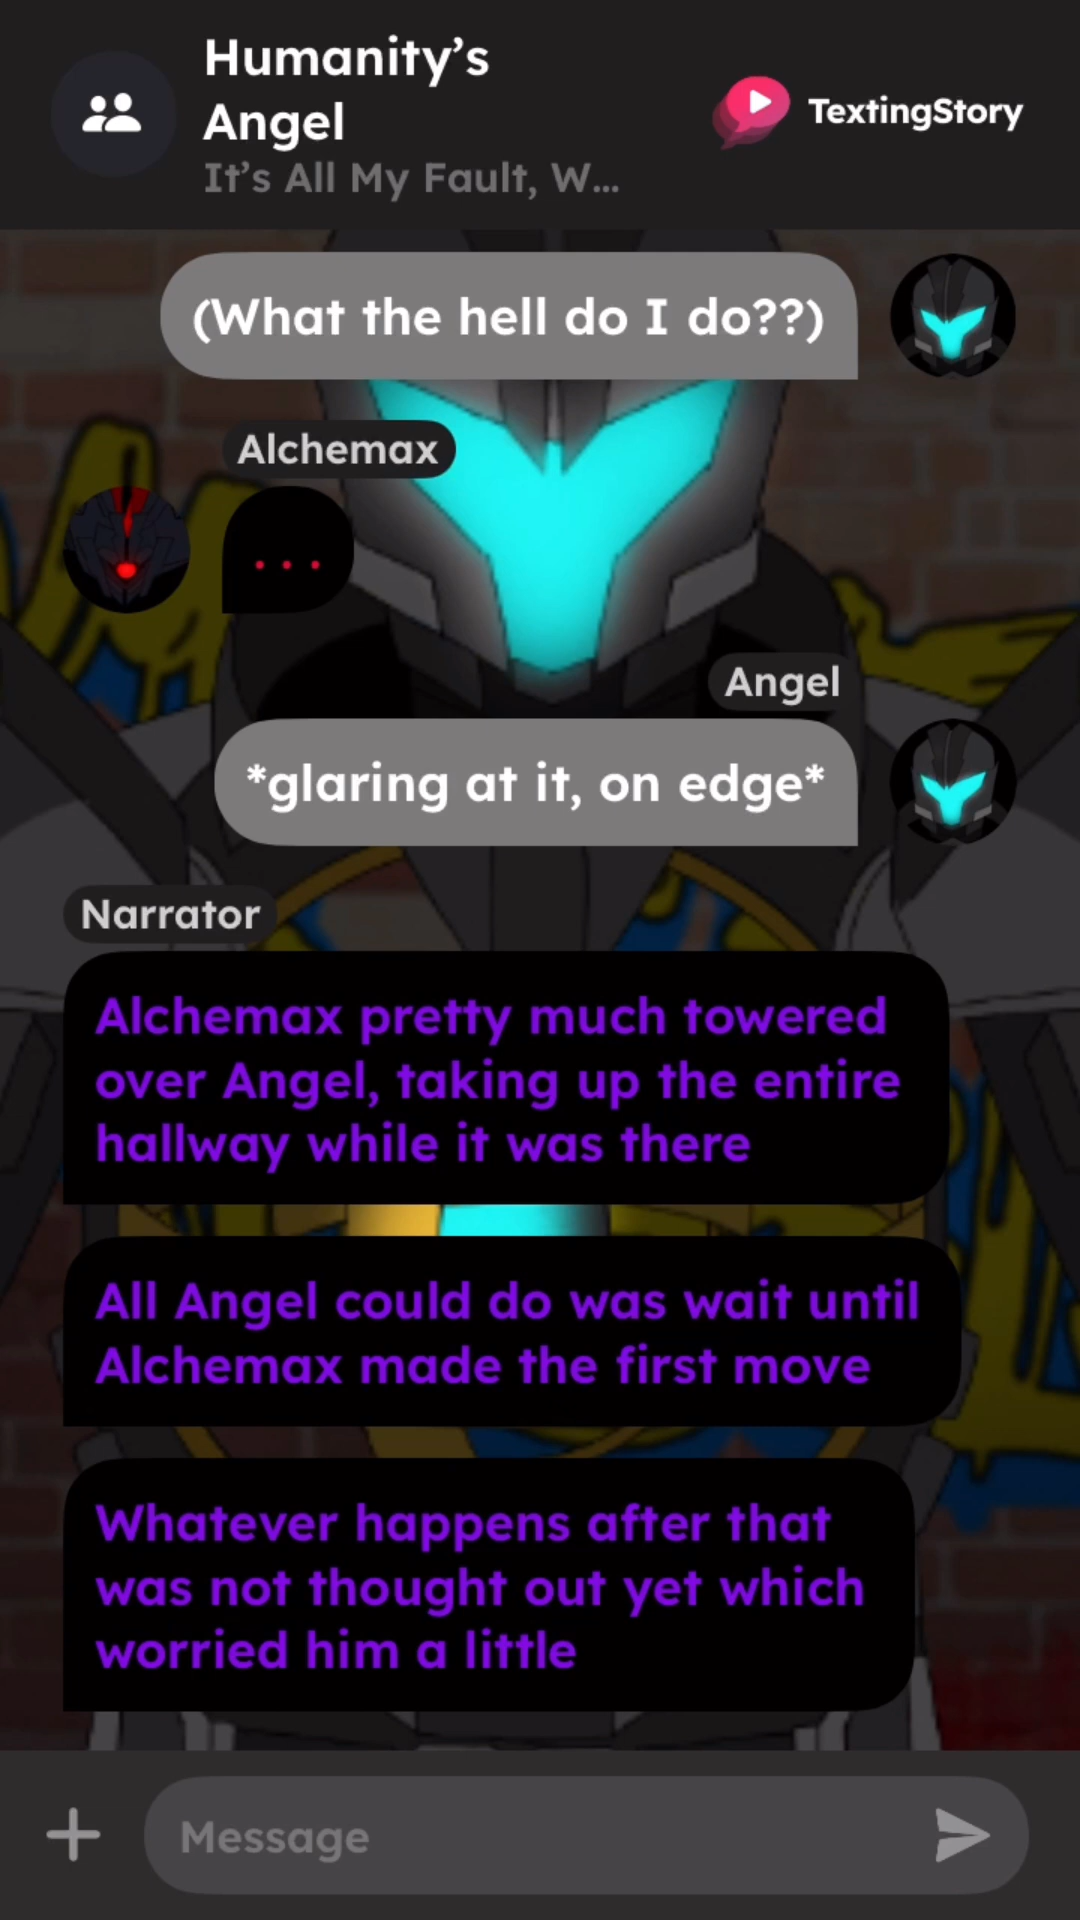 Humanity’s
Angel
It’s All My Fault, W...
TextingStory
(What the hell do I do??)
Alchemax
...
Angel
*glaring at it, on edge*
Narrator
Alchemax pretty much towered
over Angel, taking up the entire
hallway while it was there
All Angel could do was wait until
Alchemax made the first move
Whatever happens after that
was not thought out yet which
worried him a little
Message